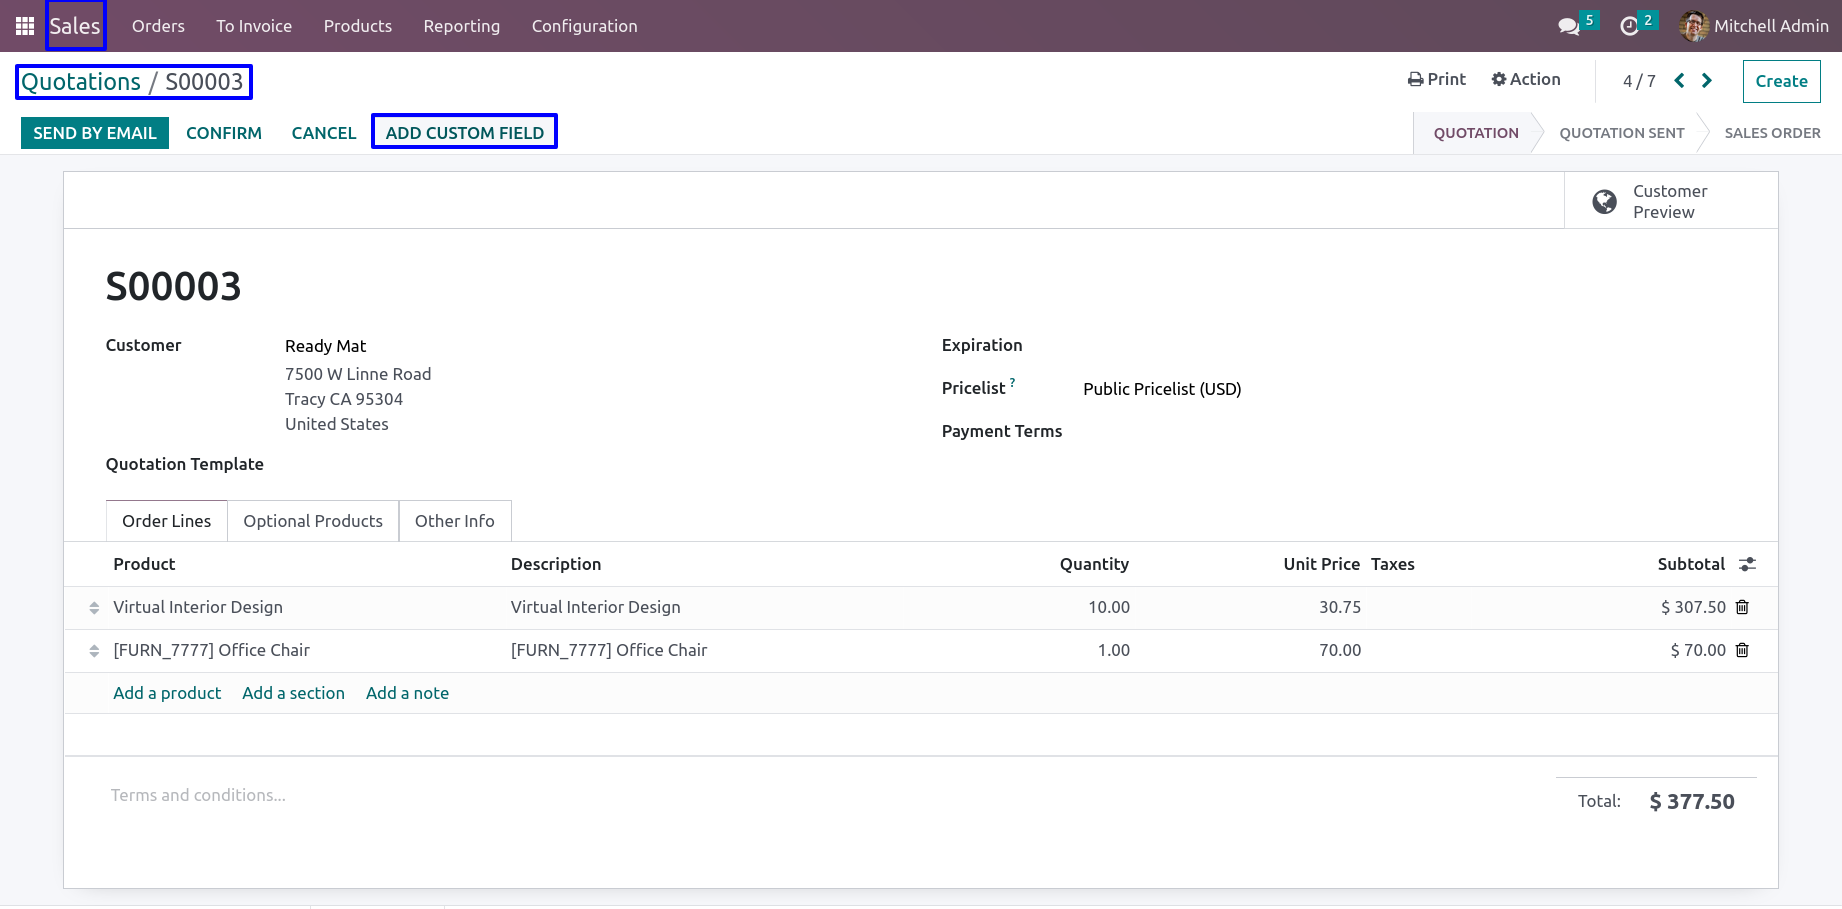 Sales Orders To Invoice Products Reporting Configuration 5 2 Mitchell Admin
Quotations / S00003 Print Action 4 / 7 Create
SEND BY EMAIL CONFIRM CANCEL ADD CUSTOM FIELD QUOTATION QUOTATION SENT SALES ORDER
Customer
Preview
S00003
Customer Ready Mat Expiration
7500 W Linne Road
Tracy CA 95304
United States
Pricelist ? Public Pricelist (USD)
Payment Terms
Quotation Template
Order Lines Optional Products Other Info
Product Description Quantity Unit Price Taxes Subtotal
Virtual Interior Design Virtual Interior Design 10.00 30.75 $ 307.50
[FURN_7777] Office Chair [FURN_7777] Office Chair 1.00 70.00 $ 70.00
Add a product Add a section Add a note
Terms and conditions... Total: $ 377.50